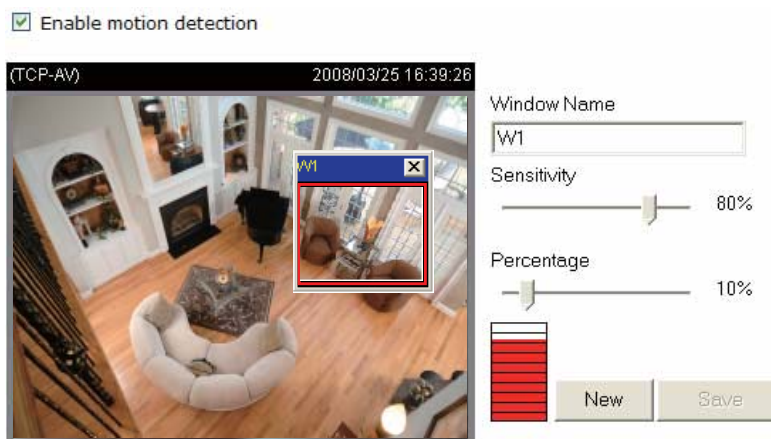 Enable motion detection
(TCP-AV) 2008/03/25 16:39:26
W1
Window Name
W1
Sensitivity
80%
Percentage
10%
New
Save